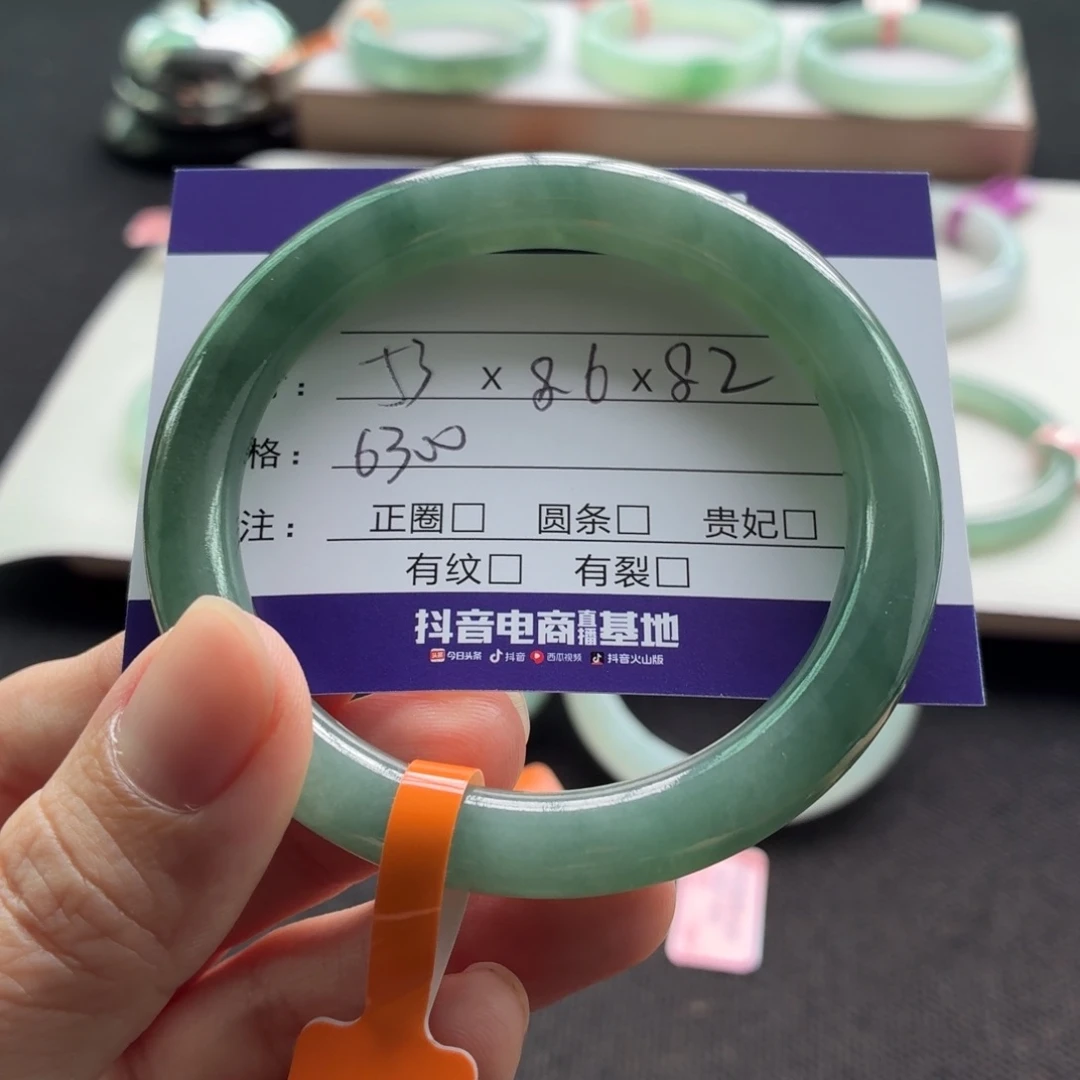 : 53 × 86 × 82
格: 6300
注: 正圈□ 圆条□ 贵妃□
有纹□ 有裂□
抖音电商直播基地
今日头条 抖音 西瓜视频 抖音火山版